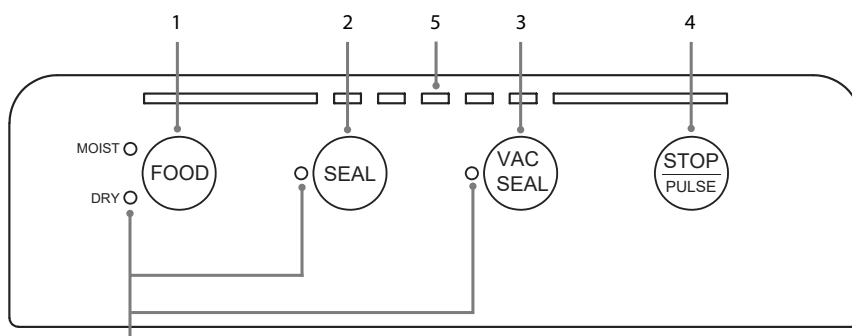 1 2 5 3 4
MOIST
FOOD
DRY
SEAL
VAC
SEAL
STOP
PULSE